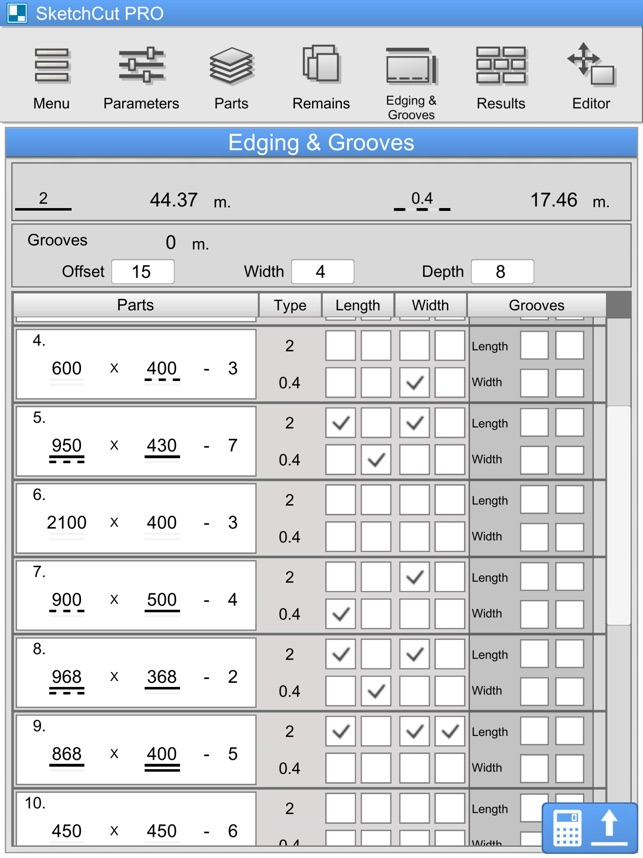 SketchCut PRO
Menu Parameters Parts Remains Edging & Grooves Results Editor
Edging & Grooves
2 44.37 m. 0.4 17.46 m.
Grooves 0 m.
Offset 15 Width 4 Depth 8
Parts Type Length Width Grooves
4. 600 x 400 - 3 2 0.4 Length Width
5. 950 x 430 - 7 2 0.4 Length Width
6. 2100 x 400 - 3 2 0.4 Length Width
7. 900 x 500 - 4 2 0.4 Length Width
8. 968 x 368 - 2 2 0.4 Length Width
9. 868 x 400 - 5 2 0.4 Length Width
10. 450 x 450 - 6 2 0.4 Length Width